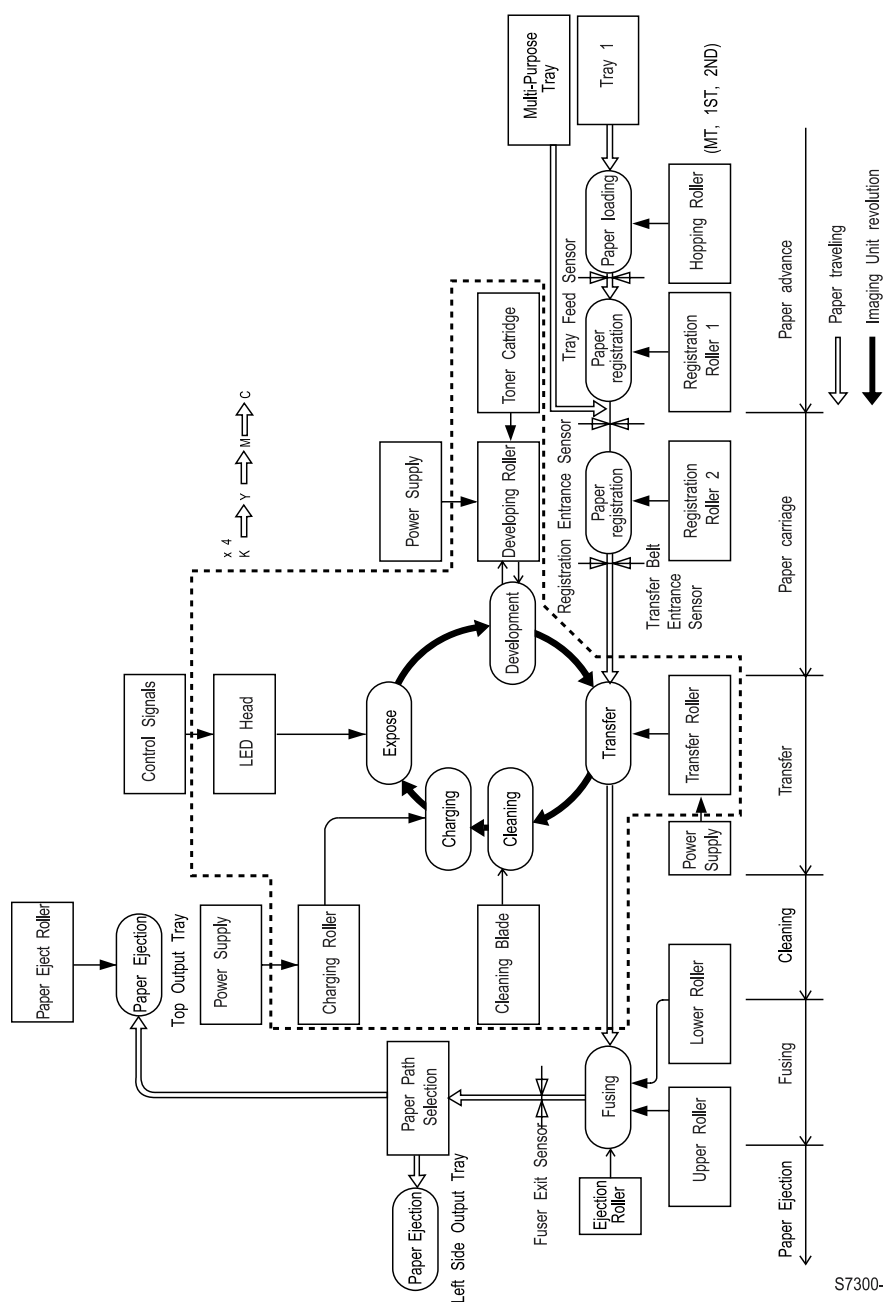 Paper Eject Roller
Paper Ejection
Top Output Tray
Power Supply
Charging Roller
Control Signals
LED Head
x 4
K
Y
M
C
Power Supply
Developing Roller
Toner Catridge
Expose
Development
Charging
Cleaning
Cleaning Blade
Transfer
Paper Path
Selection
Paper Ejection
Left Side Output Tray
Fuser Exit Sensor
Fusing
Ejection
Roller
Upper Roller
Lower Roller
Power
Supply
Transfer Roller
Transfer Belt
Entrance
Sensor
Registration Entrance Sensor
Paper
registration
Registration
Roller 2
Tray Feed Sensor
Paper
registration
Registration
Roller 1
Paper loading
Hopping Roller
(MT, 1ST, 2ND)
Multi-Purpose
Tray
Tray 1
Paper Ejection
Fusing
Cleaning
Transfer
Paper carriage
Paper advance
Paper traveling
Imaging Unit revolution
S7300-